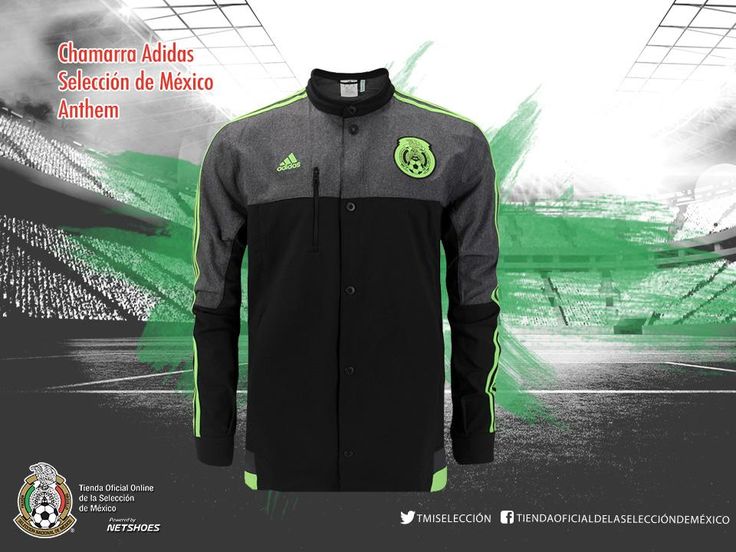 Chamarra Adidas
Selección de México
Anthem
adidas
Tienda Oficial Online
de la Selección
de México
Powered by
NETSHOES
TMISELECCIÓN
TIENDAOFICIALDELASELECCIÓNDEMÉXICO